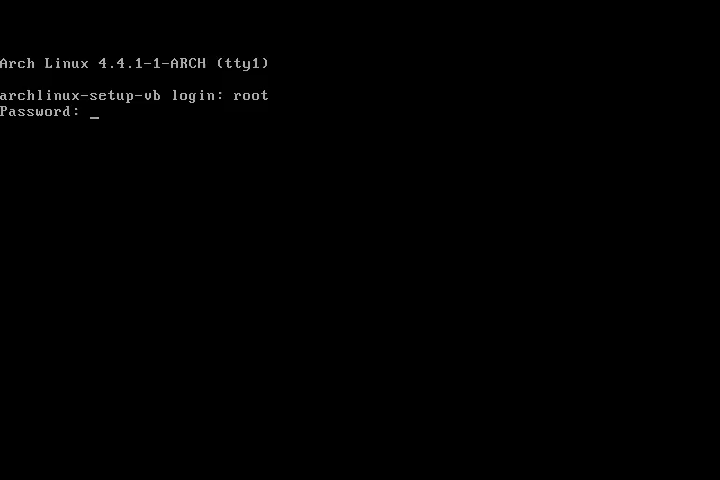 Arch Linux 4.4.1-1-ARCH (tty1)
archlinux-setup-vb login: root
Password: _